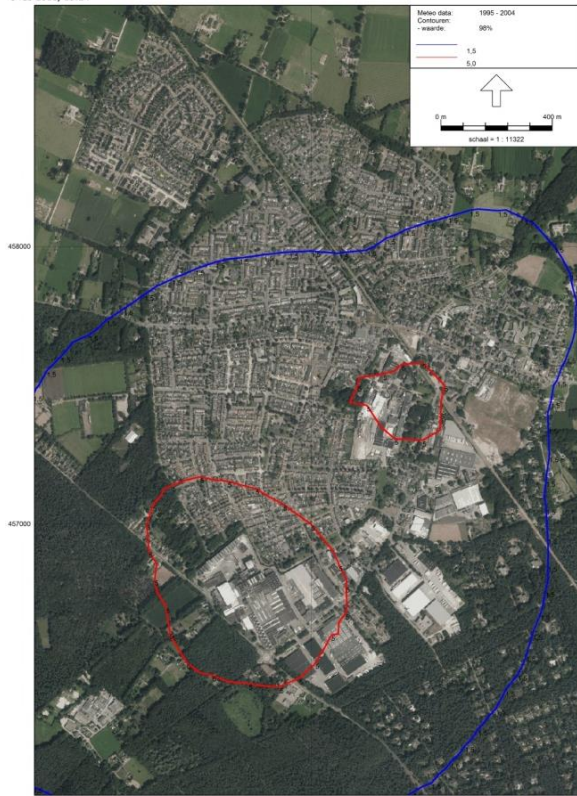 Meteo data: 1995 - 2004
Contouren:
- waarde: 98%
1,5
5,0
0 m 400 m
schaal = 1 : 11322
458000
457000